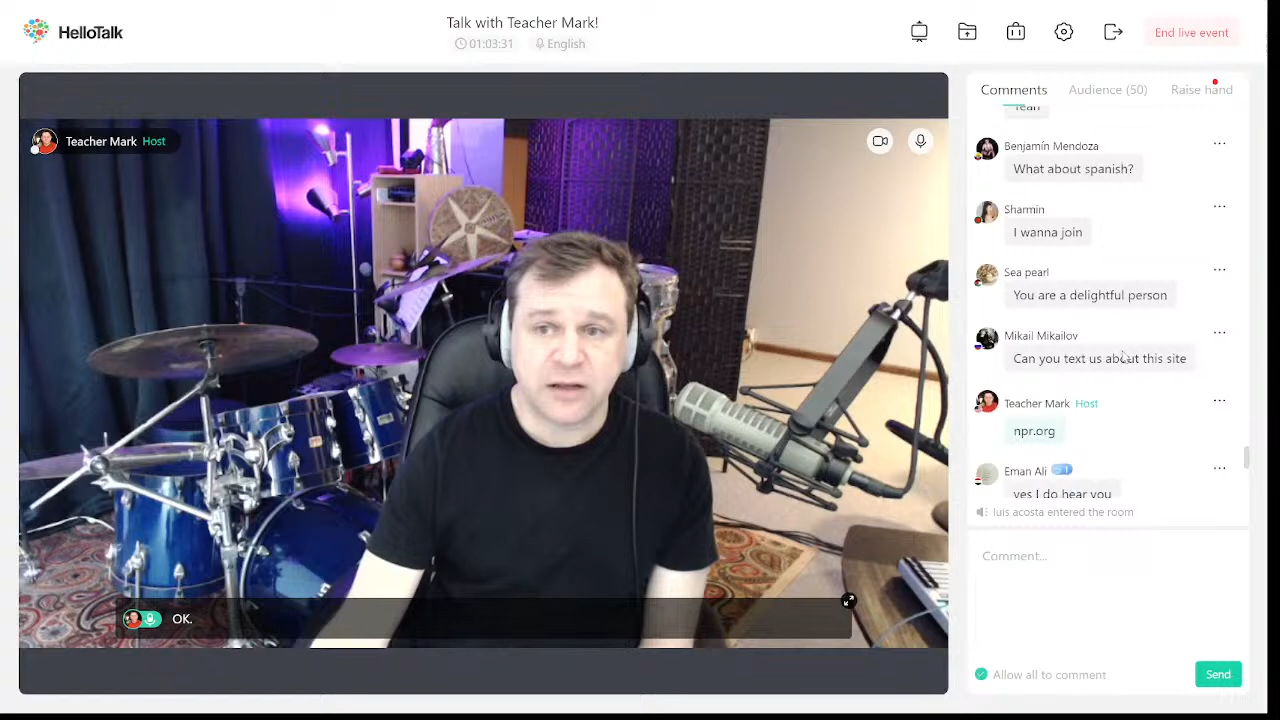 HelloTalk
Talk with Teacher Mark!
01:03:31 English
End live event
Teacher Mark Host
OK.
Comments Audience (50) Raise hand
Yeah
Benjamín Mendoza
What about spanish?
Sharmin
I wanna join
Sea pearl
You are a delightful person
Mikail Mikailov
Can you text us about this site
Teacher Mark Host
npr.org
Eman Ali 1
yes I do hear you
luis acosta entered the room
Comment...
Allow all to comment
Send